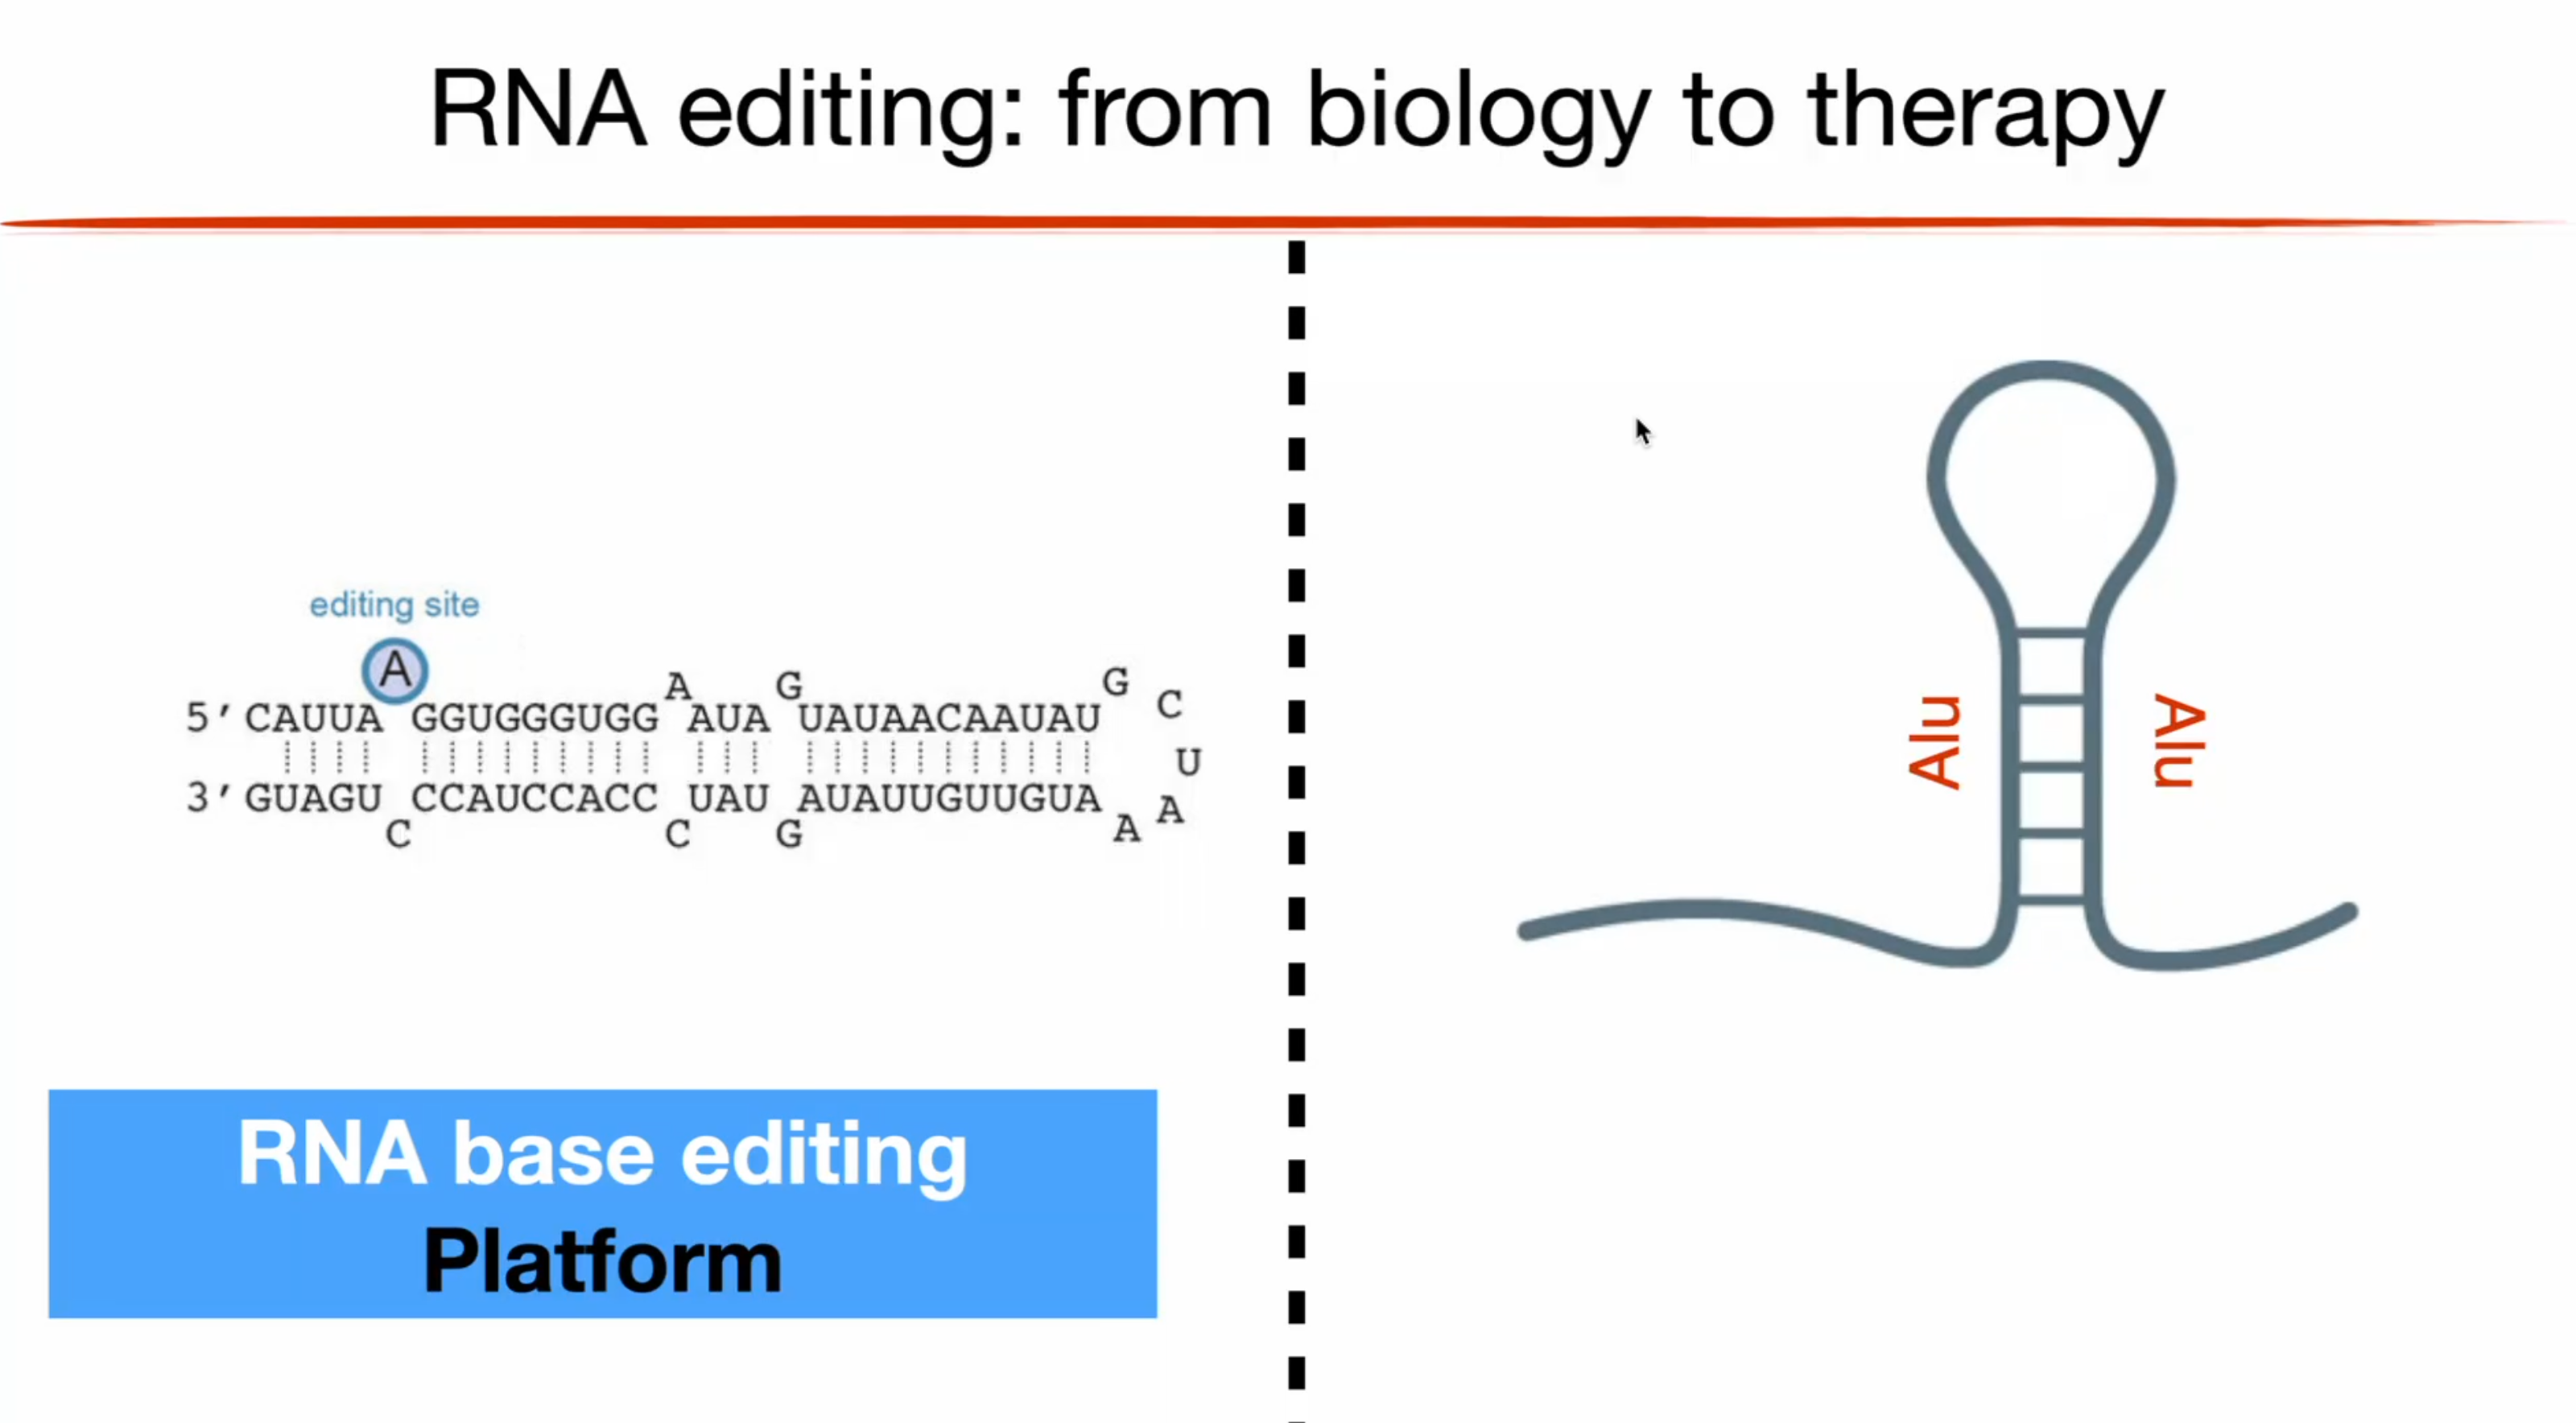 RNA editing: from biology to therapy
editing site
A
A G G C
5′ CAUUA GGUGGGUGG AUA UAUAACAAUAU
U
3′ GUAGU CCAUCCACC UAU AUAUUGUUGUA
A A
C C G
RNA base editing
Platform
Alu
Alu